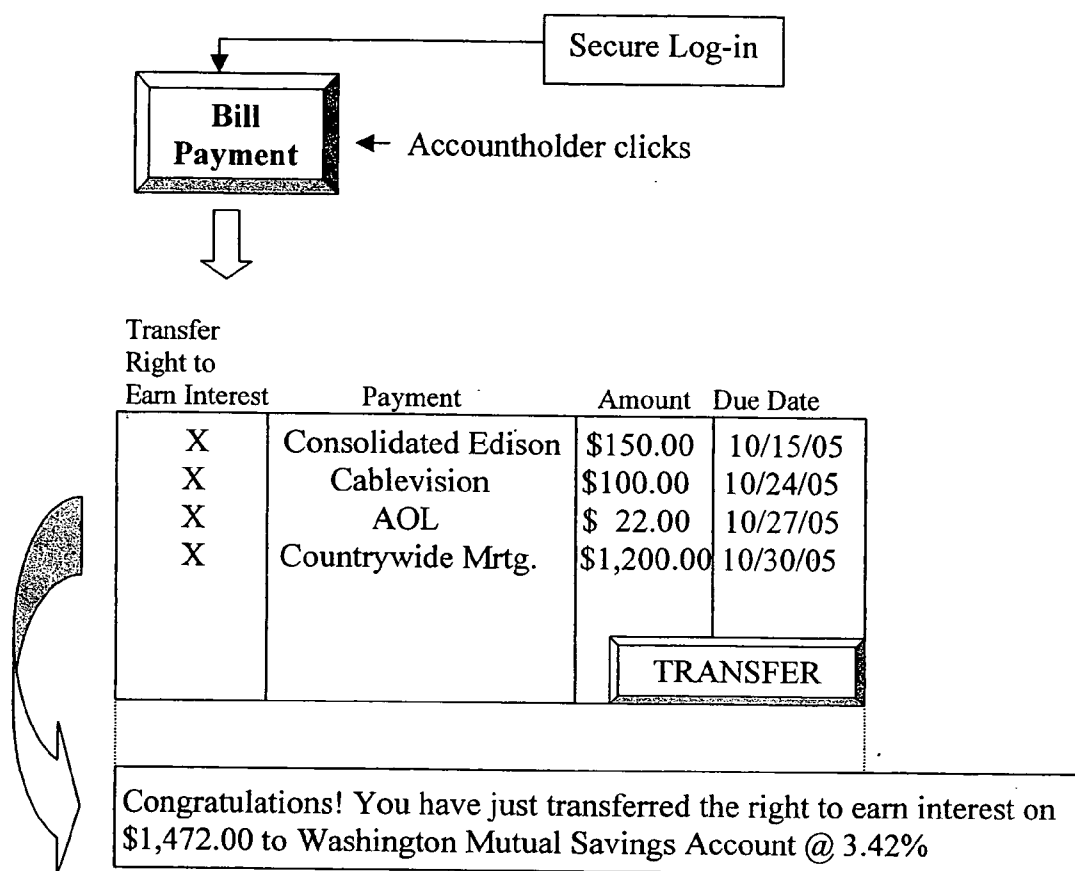 Secure Log-in
Bill
Payment
Accountholder clicks
Transfer
Right to
Earn Interest Payment Amount Due Date
X Consolidated Edison $150.00 10/15/05
X Cablevision $100.00 10/24/05
X AOL $ 22.00 10/27/05
X Countrywide Mrtg. $1,200.00 10/30/05
TRANSFER
Congratulations! You have just transferred the right to earn interest on
$1,472.00 to Washington Mutual Savings Account @ 3.42%